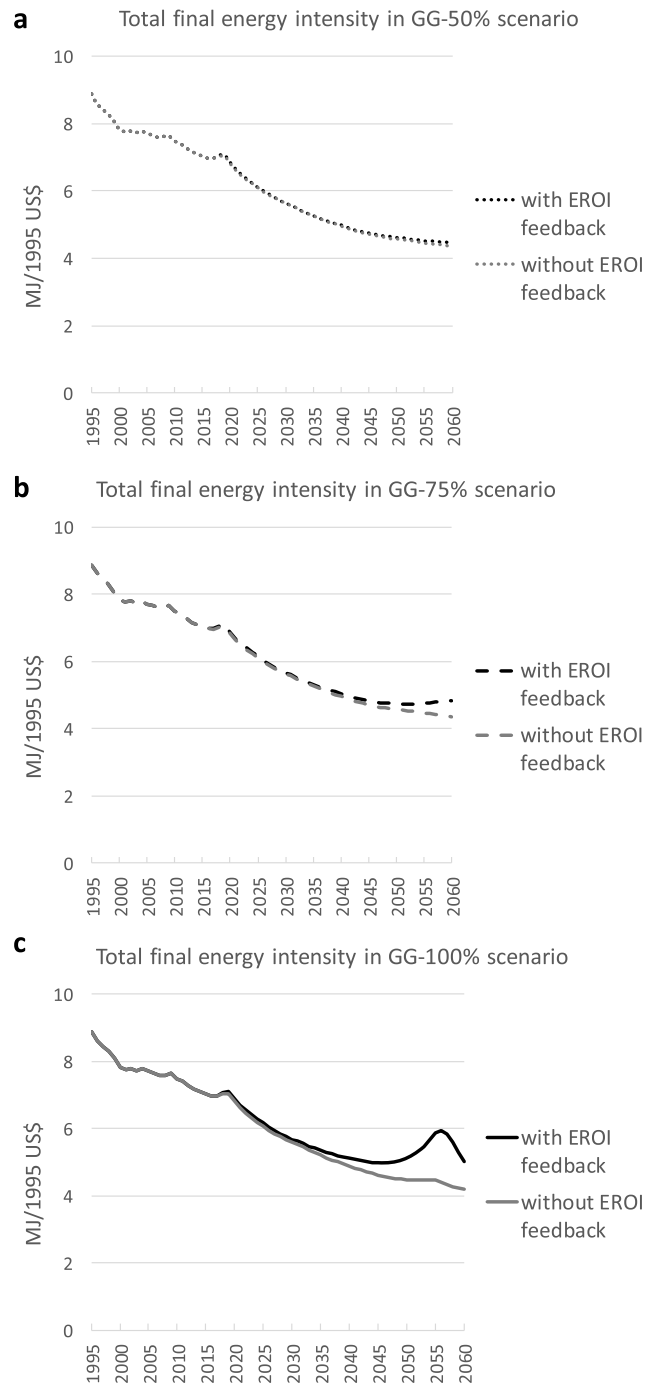 a
Total final energy intensity in GG-50% scenario
10
8
6
4
2
0
MJ/1995 US$
1995 2000 2005 2010 2015 2020 2025 2030 2035 2040 2045 2050 2055 2060
with EROI
feedback
without EROI
feedback
b
Total final energy intensity in GG-75% scenario
10
8
6
4
2
0
MJ/1995 US$
1995 2000 2005 2010 2015 2020 2025 2030 2035 2040 2045 2050 2055 2060
with EROI
feedback
without EROI
feedback
c
Total final energy intensity in GG-100% scenario
10
8
6
4
2
0
MJ/1995 US$
1995 2000 2005 2010 2015 2020 2025 2030 2035 2040 2045 2050 2055 2060
with EROI
feedback
without EROI
feedback